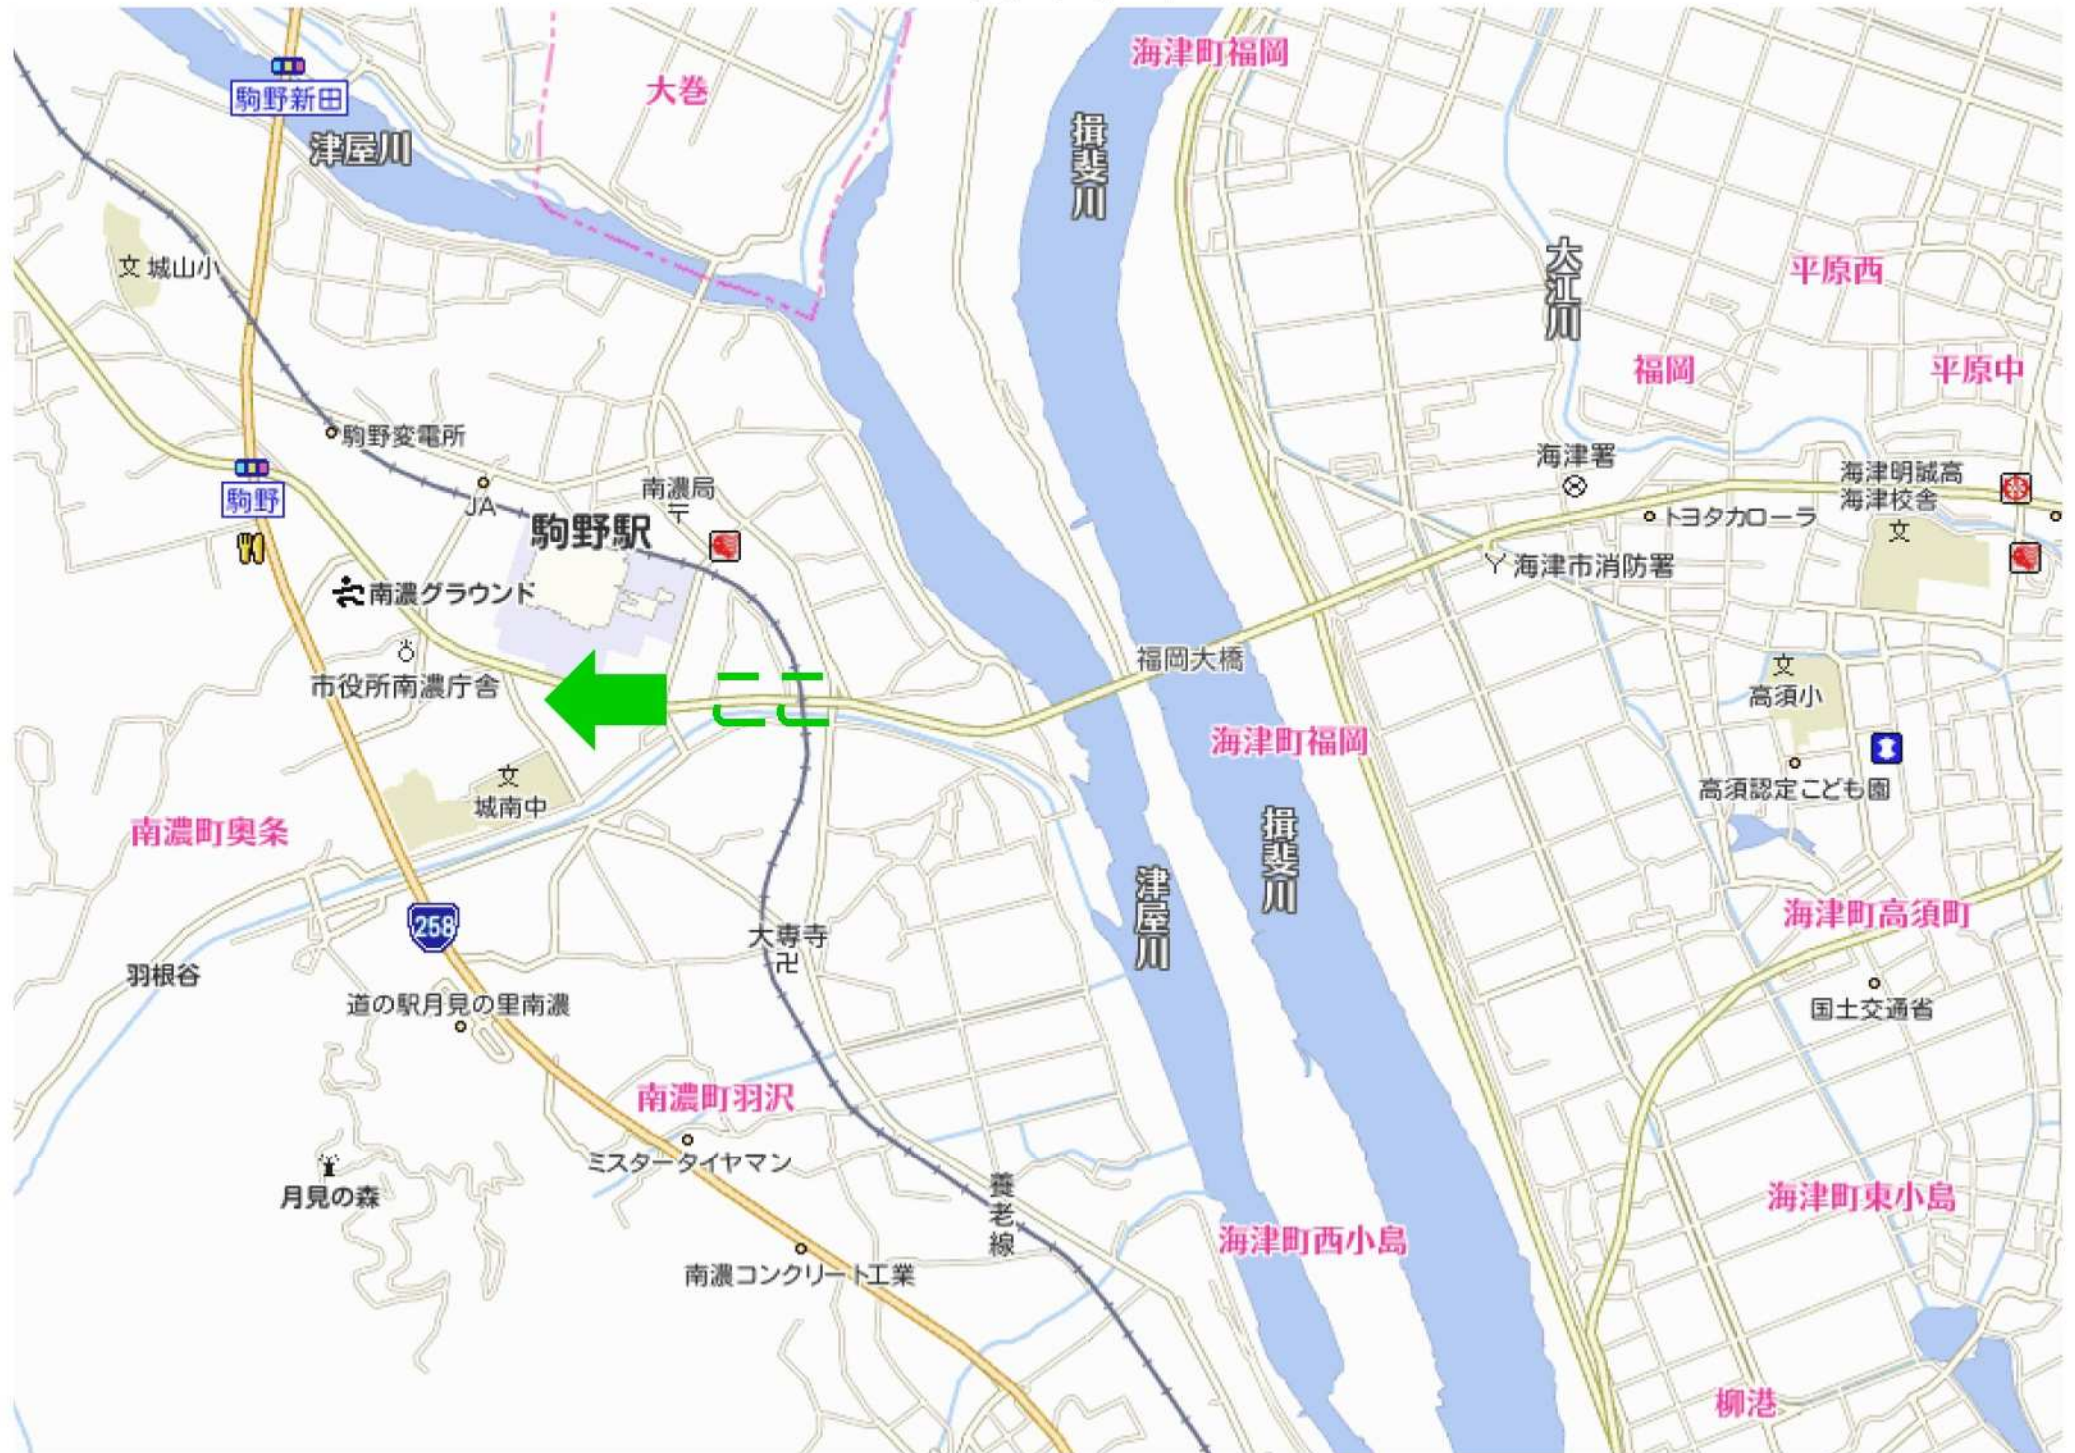 海津町福岡
大巻
駒野新田
揖斐川
津屋川
大江川
平原西
文 城山小
福岡
平原中
駒野変電所
海津署
海津明誠高
海津校舎
文
南濃局
〒
JA
駒野
駒野駅
トヨタカローラ
海津市消防署
南濃グラウンド
福岡大橋
市役所南濃庁舎
文
高須小
海津町福岡
文
城南中
高須認定こども園
南濃町奥条
揖斐川
津屋川
258
大専寺
卍
海津町高須町
羽根谷
道の駅月見の里南濃
国土交通省
南濃町羽沢
ミスタータイヤマン
月見の森
養老線
海津町東小島
海津町西小島
南濃コンクリート工業
柳港